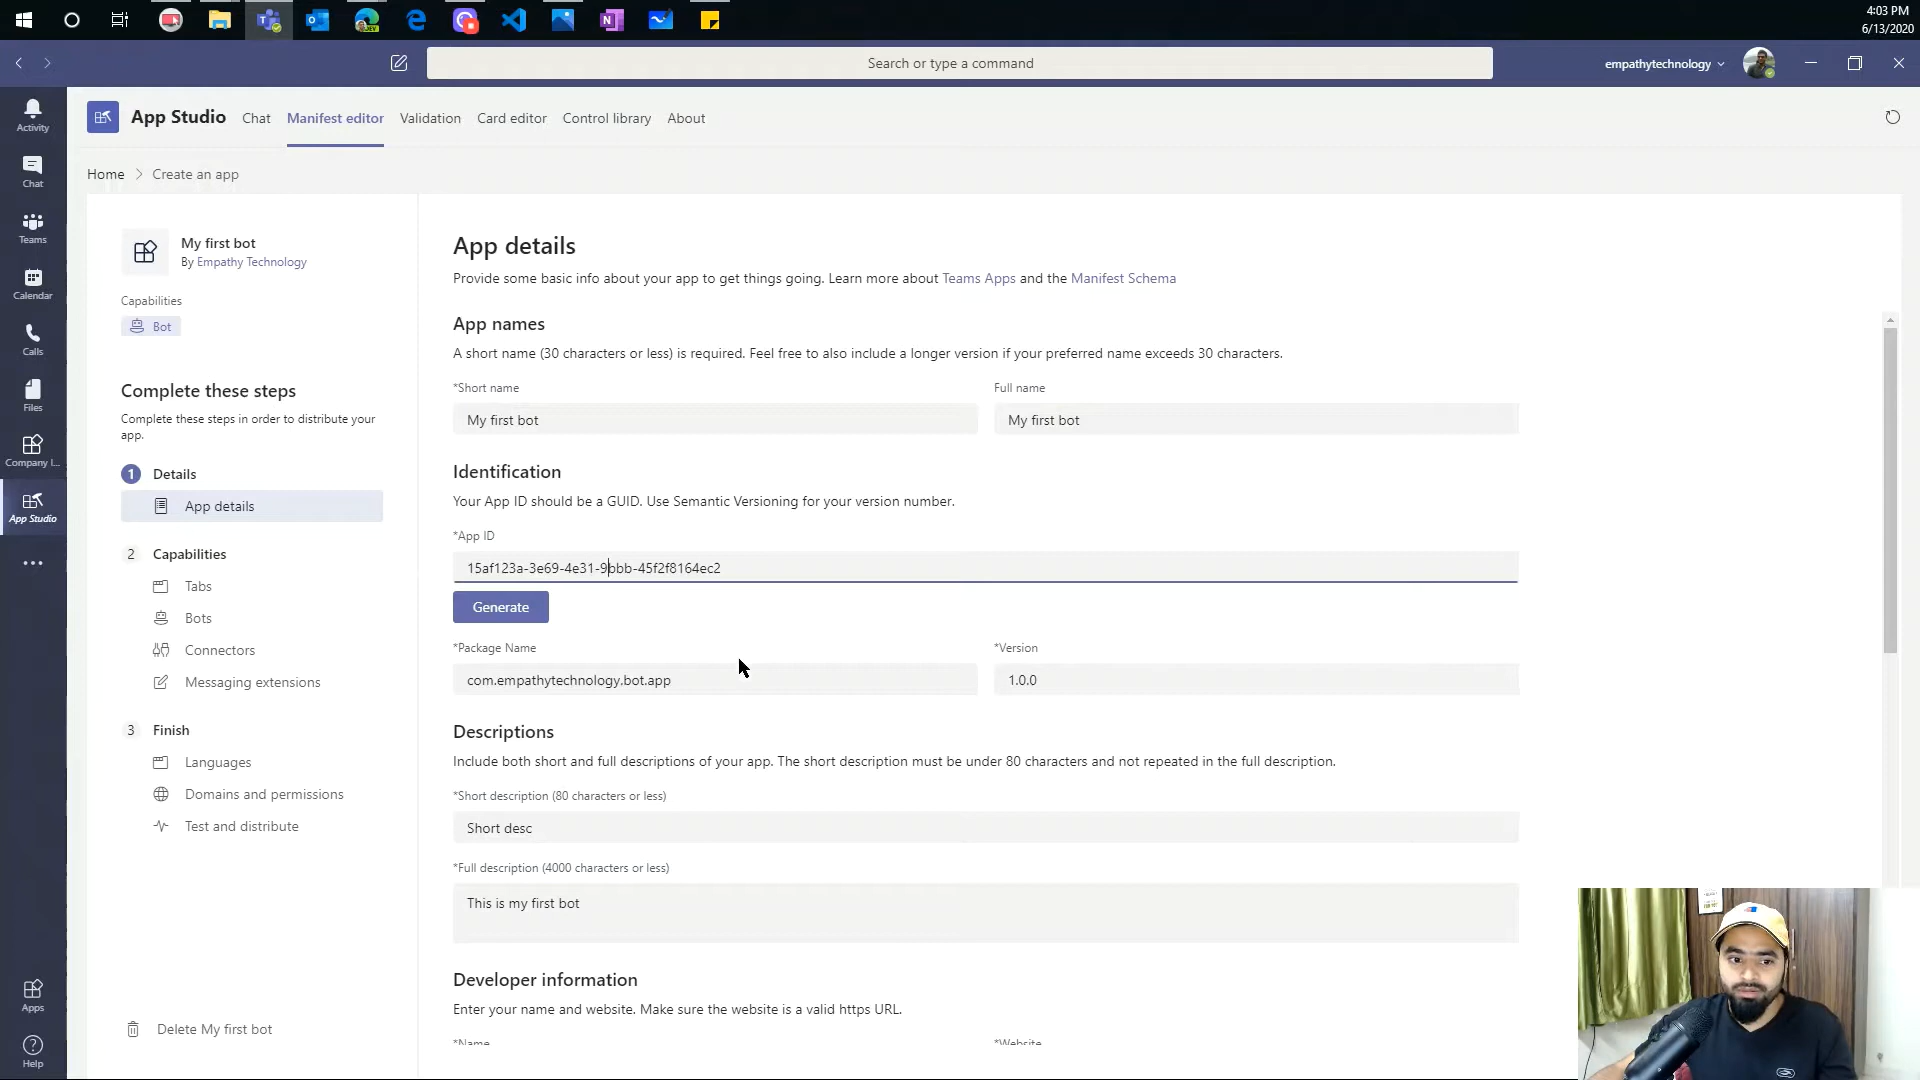 4:03 PM
6/13/2020
Search or type a command
empathytechnology
Activity
Chat
Teams
Calendar
Calls
Files
Company I...
App Studio
Apps
Help
App Studio
Chat
Manifest editor
Validation
Card editor
Control library
About
Home > Create an app
My first bot
By Empathy Technology
Capabilities
Bot
Complete these steps
Complete these steps in order to distribute your
app.
1 Details
App details
2 Capabilities
Tabs
Bots
Connectors
Messaging extensions
3 Finish
Languages
Domains and permissions
Test and distribute
Delete My first bot
App details
Provide some basic info about your app to get things going. Learn more about Teams Apps and the Manifest Schema
App names
A short name (30 characters or less) is required. Feel free to also include a longer version if your preferred name exceeds 30 characters.
*Short name
Full name
My first bot
My first bot
Identification
Your App ID should be a GUID. Use Semantic Versioning for your version number.
*App ID
15af123a-3e69-4e31-9bbb-45f2f8164ec2
Generate
*Package Name
*Version
com.empathytechnology.bot.app
1.0.0
Descriptions
Include both short and full descriptions of your app. The short description must be under 80 characters and not repeated in the full description.
*Short description (80 characters or less)
Short desc
*Full description (4000 characters or less)
This is my first bot
Developer information
Enter your name and website. Make sure the website is a valid https URL.
*Name
*Website